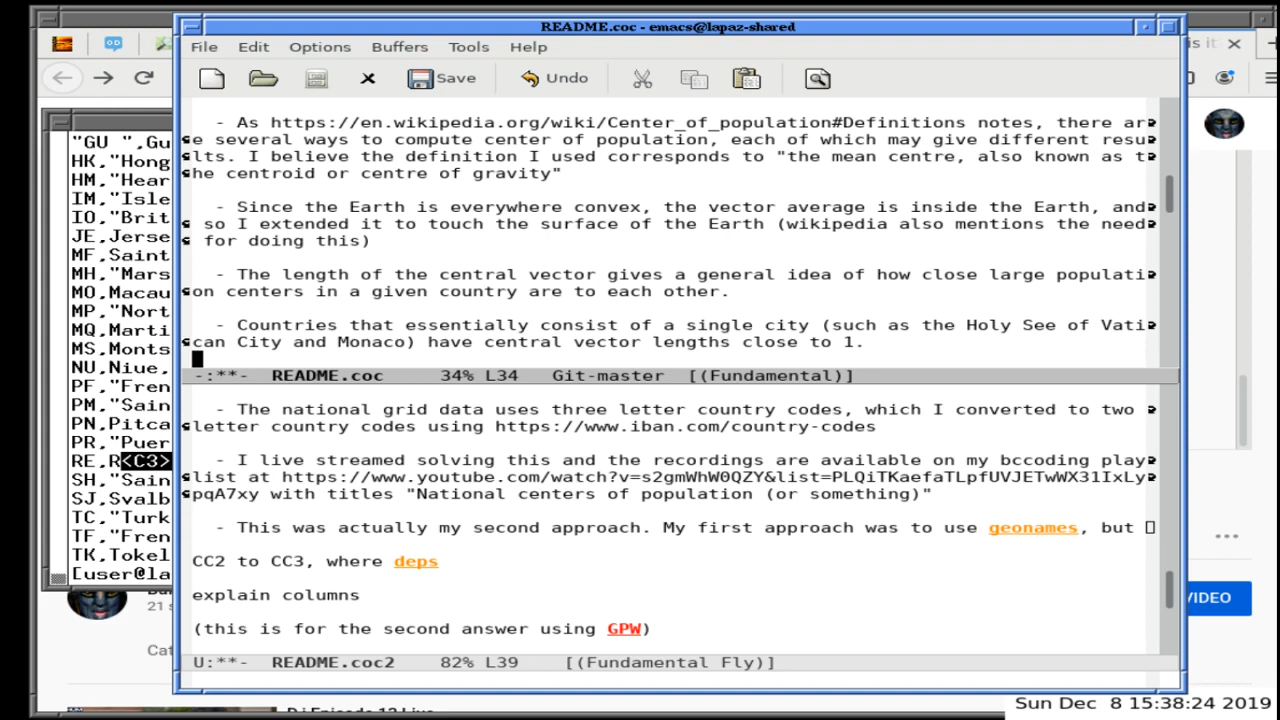 README.coc - emacs@lapaz-shared
File Edit Options Buffers Tools Help
Save Undo
- As https://en.wikipedia.org/wiki/Center_of_population#Definitions notes, there ar
e several ways to compute center of population, each of which may give different resu
lts. I believe the definition I used corresponds to "the mean centre, also known as t
he centroid or centre of gravity"
- Since the Earth is everywhere convex, the vector average is inside the Earth, and
so I extended it to touch the surface of the Earth (wikipedia also mentions the need
for doing this)
- The length of the central vector gives a general idea of how close large populati
on centers in a given country are to each other.
- Countries that essentially consist of a single city (such as the Holy See of Vati
can City and Monaco) have central vector lengths close to 1.
-:**- README.coc 34% L34 Git-master [(Fundamental)]
- The national grid data uses three letter country codes, which I converted to two
letter country codes using https://www.iban.com/country-codes
- I live streamed solving this and the recordings are available on my bccoding play
list at https://www.youtube.com/watch?v=s2gmWhW0QZY&list=PLQiTKaefaTLpfUVJETwWX31IxLy
pqA7xy with titles "National centers of population (or something)"
- This was actually my second approach. My first approach was to use geonames, but
CC2 to CC3, where deps
explain columns
(this is for the second answer using GPW)
U:**- README.coc2 82% L39 [(Fundamental Fly)]
"GU ",Gu
HK,"Hong
HM,"Hear
IM,"Isle
IO,"Brit
JE,Jerse
MF,Saint
MH,"Mars
MO,Macau
MP,"Nort
MQ,Marti
MS,Monts
NU,Niue,
PF,"Fren
PM,"Sain
PN,Pitca
PR,"Puer
RE,R<C3>
SH,"Sain
SJ,Svalb
TC,"Turk
TF,"Fren
TK,Tokel
[user@la
is it
VIDEO
21 s
Cat
Sun Dec 8 15:38:24 2019